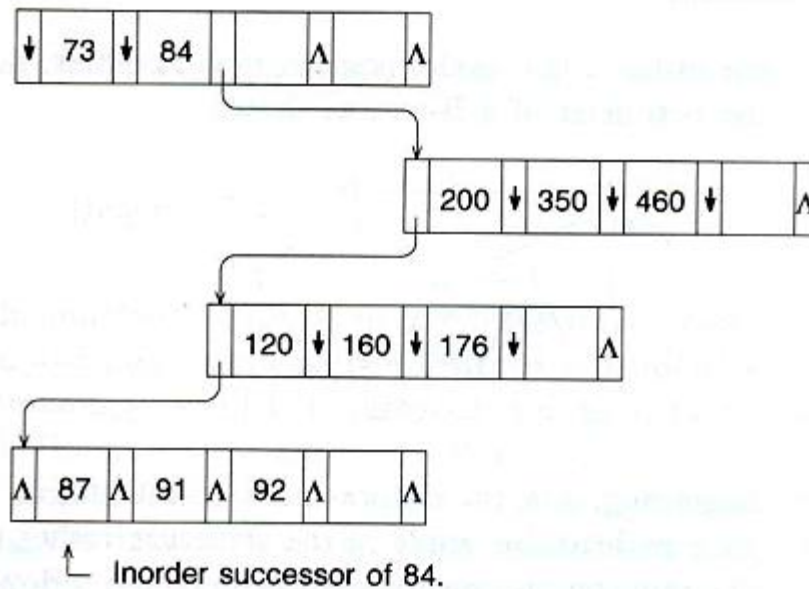 73 84 Λ Λ
200 350 460 Λ
120 160 176 Λ
Λ 87 Λ 91 Λ 92 Λ Λ
Inorder successor of 84.